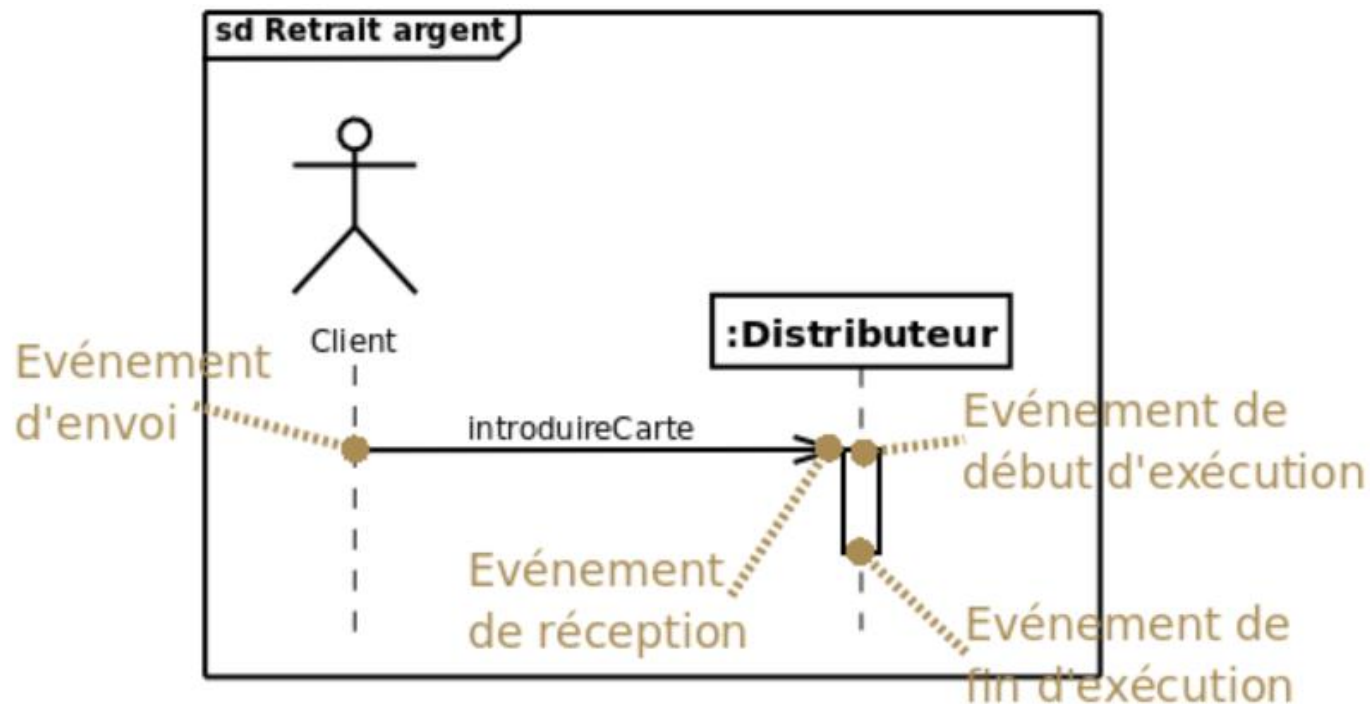 sd Retrait argent
Client
:Distributeur
Evénement
d'envoi
introduireCarte
Evénement de
début d'exécution
Evénement
de réception
Evénement de
fin d'exécution